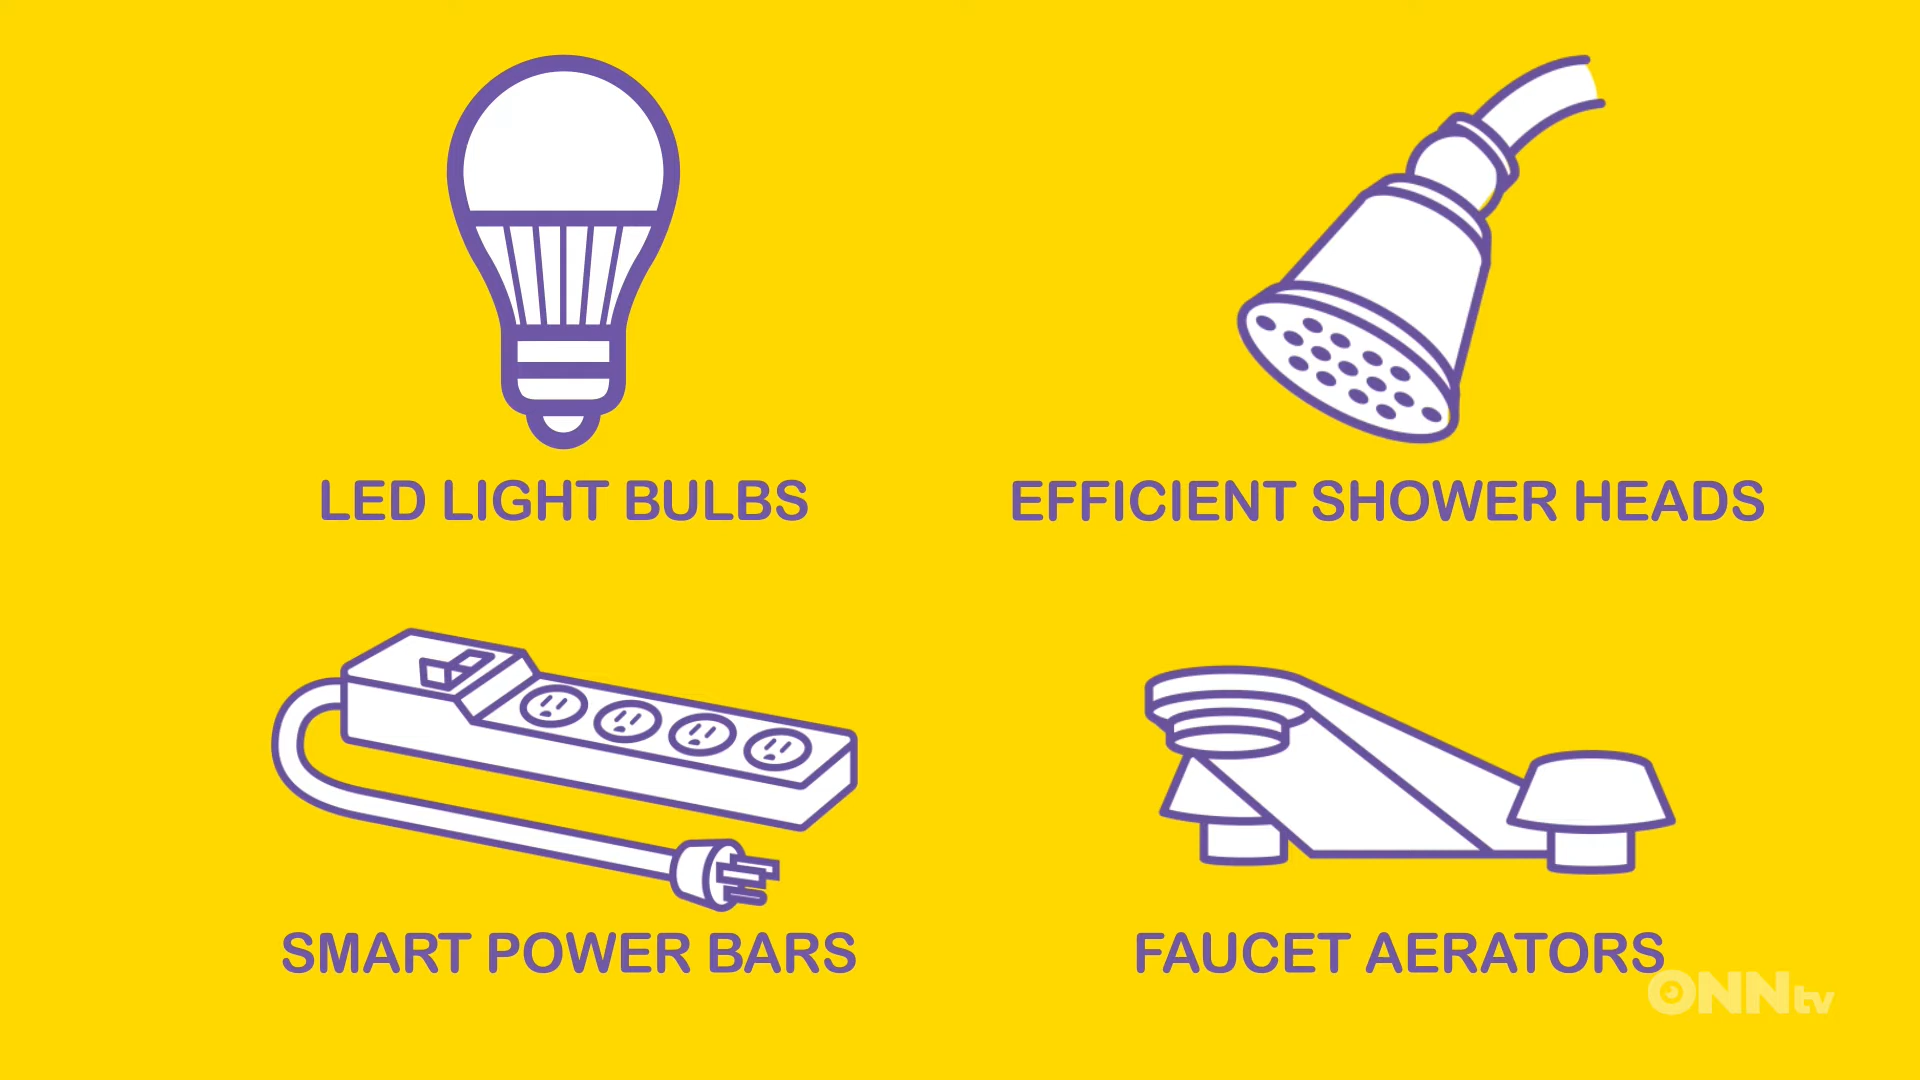 LED LIGHT BULBS
EFFICIENT SHOWER HEADS
SMART POWER BARS
FAUCET AERATORS
ONNtv